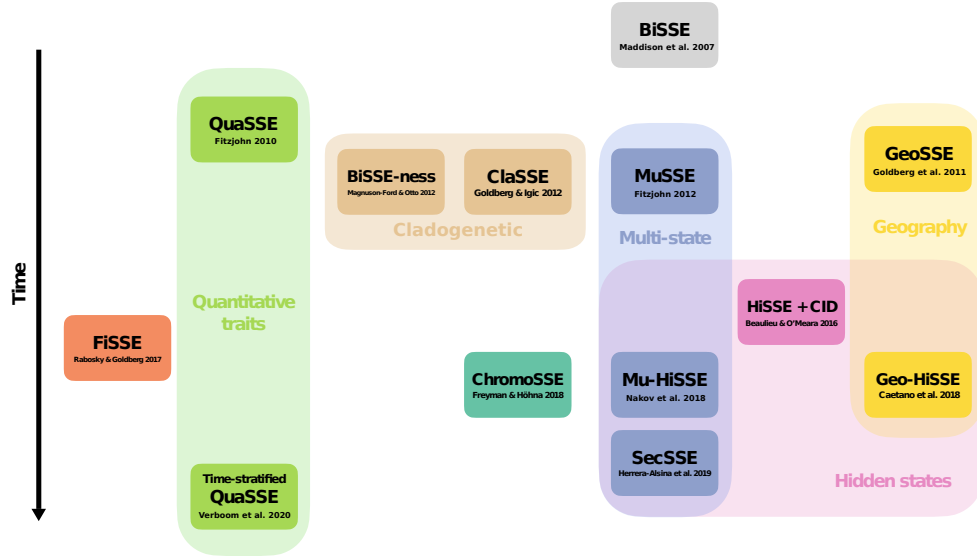 BiSSE
Maddison et al. 2007
QuaSSE
Fitzjohn 2010
GeoSSE
Goldberg et al. 2011
BiSSE-ness
Magnuson-Ford & Otto 2012
ClaSSE
Goldberg & Igic 2012
MuSSE
Fitzjohn 2012
Cladogenetic
Multi-state
Geography
Time
Quantitative
traits
HiSSE + CID
Beaulieu & O'Meara 2016
FiSSE
Rabosky & Goldberg 2017
ChromoSSE
Freyman & Höhna 2018
Mu-HiSSE
Nakov et al. 2018
Geo-HiSSE
Caetano et al. 2018
SecSSE
Herrera-Alsina et al. 2019
Hidden states
Time-stratified
QuaSSE
Verboom et al. 2020